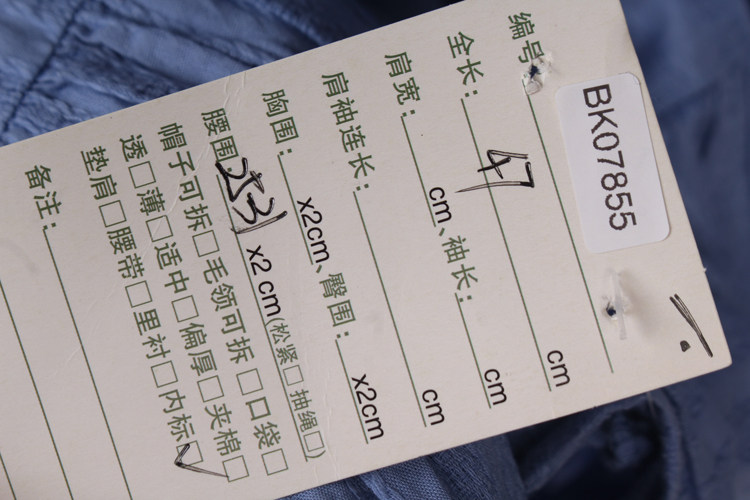 BK07855
编号
全长: 47 cm
肩宽: cm、袖长: cm
肩袖连长: cm
胸围: x2cm、臀围: x2cm
腰围 x2 cm(松紧□ 抽绳□)
帽子可拆□ 毛领可拆□ 口袋□
透□ 薄□ 适中□ 偏厚□ 夹棉□
垫肩□ 腰带□ 里衬□ 内标☑
备注: